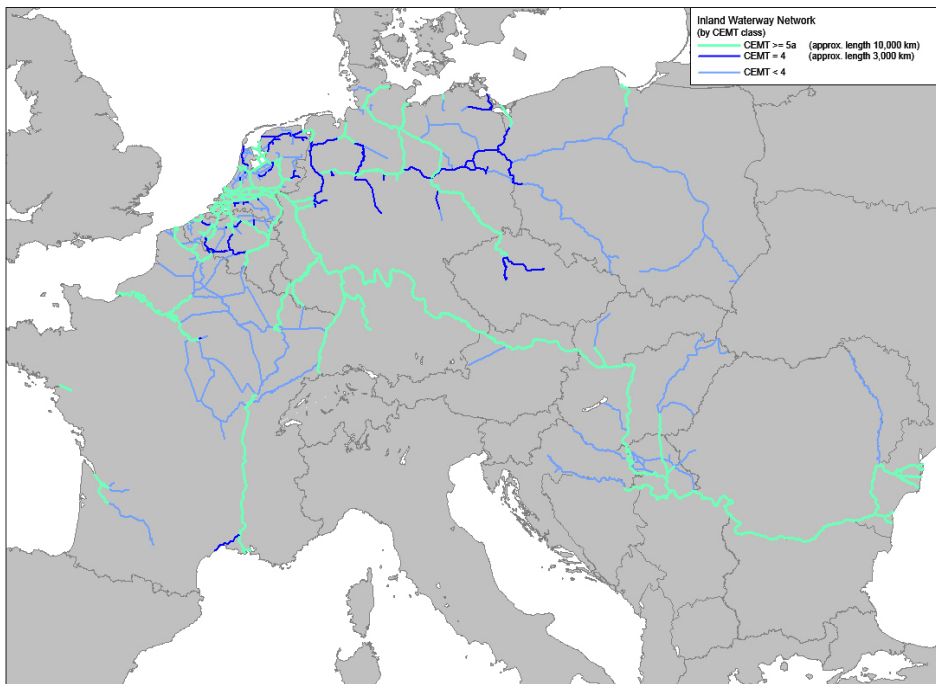 Inland Waterway Network
(by CEMT class)
CEMT >= 5a (approx. length 10,000 km)
CEMT = 4 (approx. length 3,000 km)
CEMT < 4